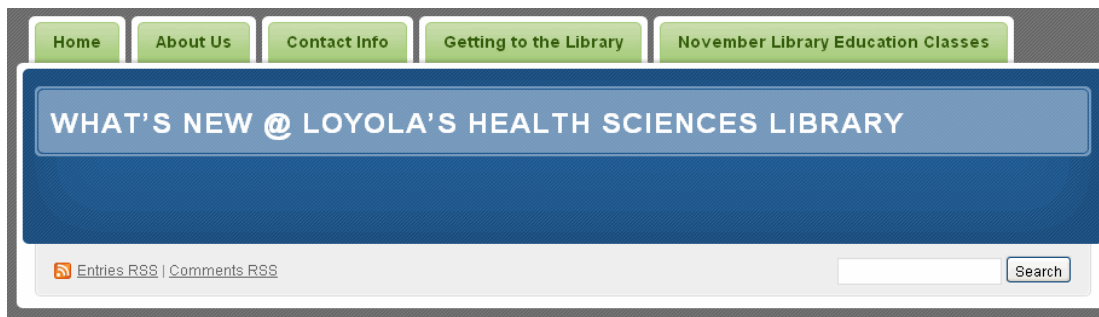 Home About Us Contact Info Getting to the Library November Library Education Classes
WHAT’S NEW @ LOYOLA’S HEALTH SCIENCES LIBRARY
Entries RSS | Comments RSS Search